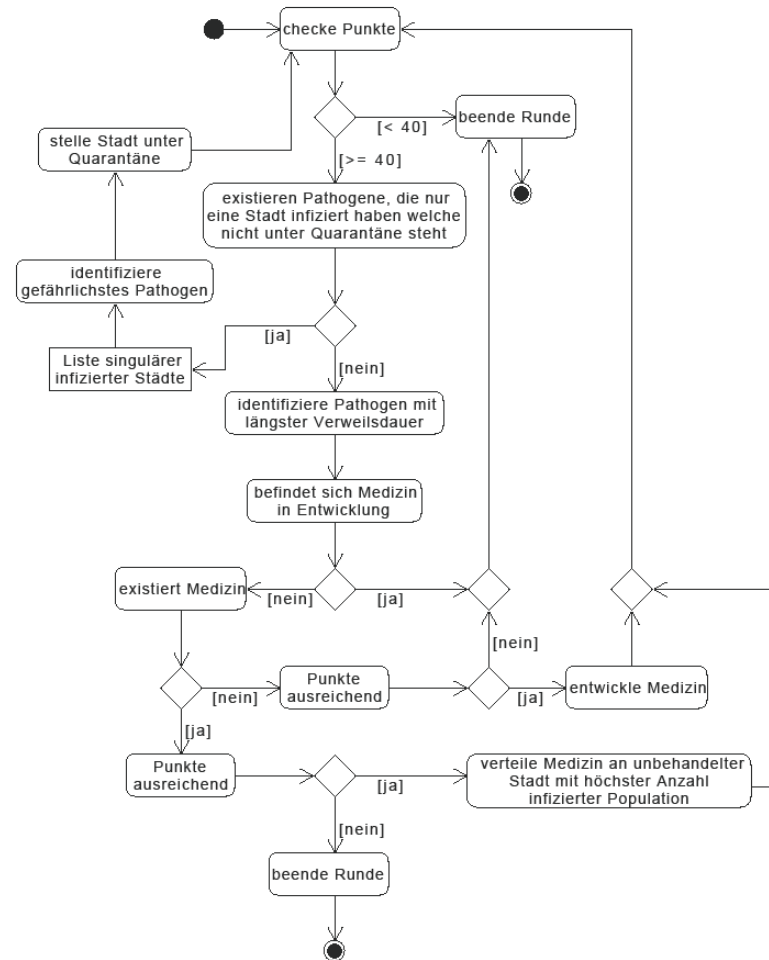 checke Punkte
[< 40]
beende Runde
[>= 40]
stelle Stadt unter
Quarantäne
existieren Pathogene, die nur
eine Stadt infiziert haben welche
nicht unter Quarantäne steht
identifiziere
gefährlichstes Pathogen
[ja]
Liste singulärer
infizierter Städte
[nein]
identifiziere Pathogen mit
längster Verweilsdauer
befindet sich Medizin
in Entwicklung
existiert Medizin
[nein]
[ja]
[nein]
[nein]
Punkte
ausreichend
[ja]
entwickle Medizin
[ja]
Punkte
ausreichend
[ja]
verteile Medizin an unbehandelter
Stadt mit höchster Anzahl
infizierter Population
[nein]
beende Runde